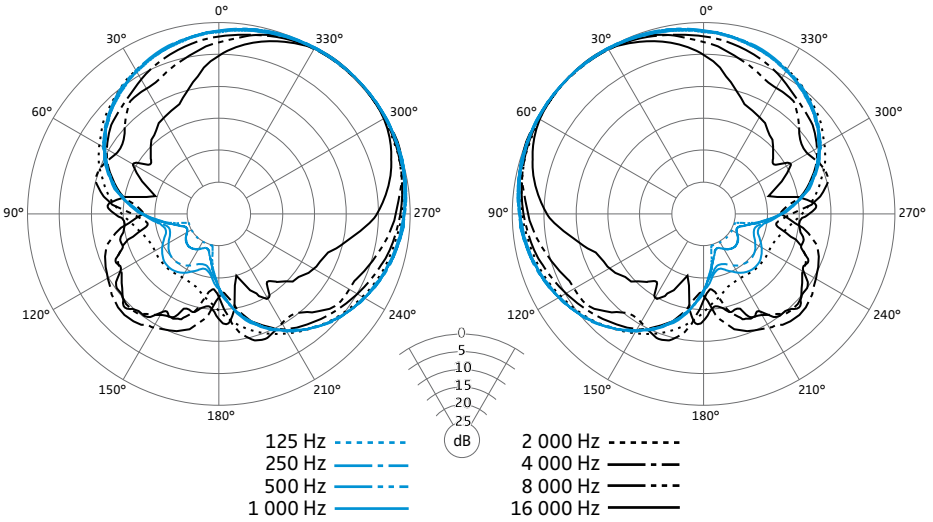 0° 0°
30° 330° 30° 330°
60° 300° 60° 300°
90° 270° 90° 270°
120° 240° 120° 240°
150° 210° 150° 210°
180° 180°
0
5
10
15
20
25
dB
125 Hz 2 000 Hz
250 Hz 4 000 Hz
500 Hz 8 000 Hz
1 000 Hz 16 000 Hz